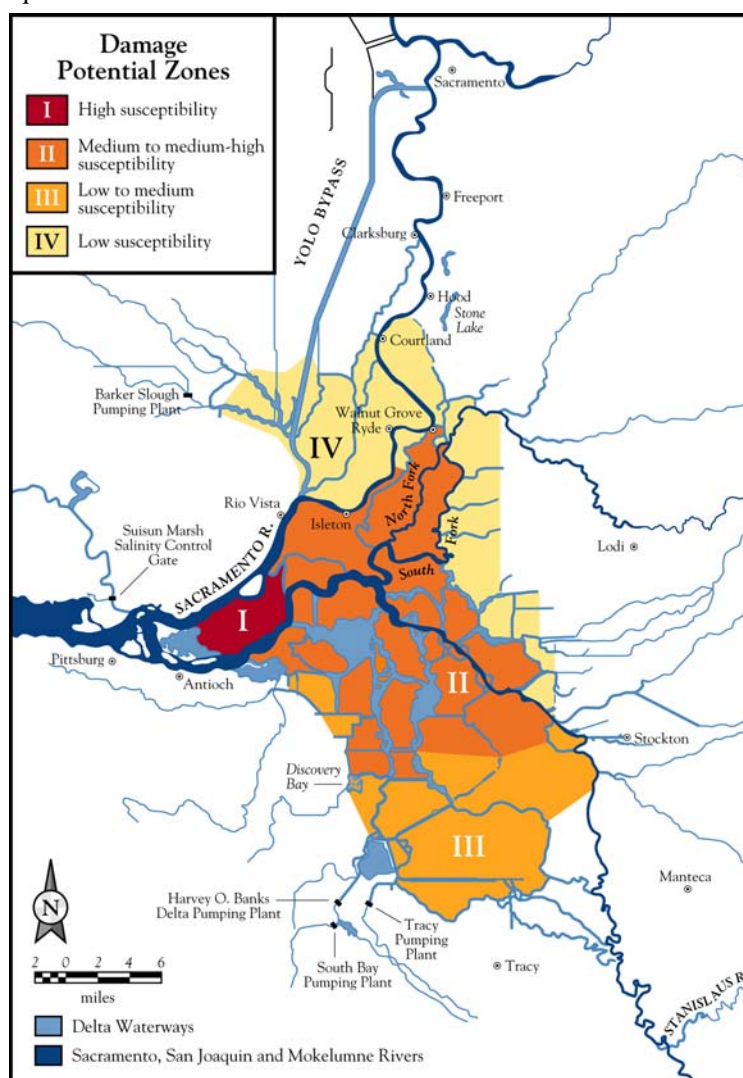 Damage
Potential Zones
I High susceptibility
II Medium to medium-high
susceptibility
III Low to medium
susceptibility
IV Low susceptibility
Sacramento
YOLO BYPASS
Freeport
Clarksburg
Hood
Stone
Lake
Courtland
Barker Slough
Pumping Plant
Walnut Grove
Ryde
IV
North Fork
Rio Vista
Isleton
Fork
South
Lodi
Suisun Marsh
Salinity Control
Gate
SACRAMENTO R.
I
Pittsburg
Antioch
II
Stockton
Discovery
Bay
III
Manteca
N
Harvey O. Banks
Delta Pumping Plant
Tracy
Pumping
Plant
South Bay
Pumping Plant
Tracy
2 0 2 4 6
miles
STANISLAUS R
Delta Waterways
Sacramento, San Joaquin and Mokelumne Rivers